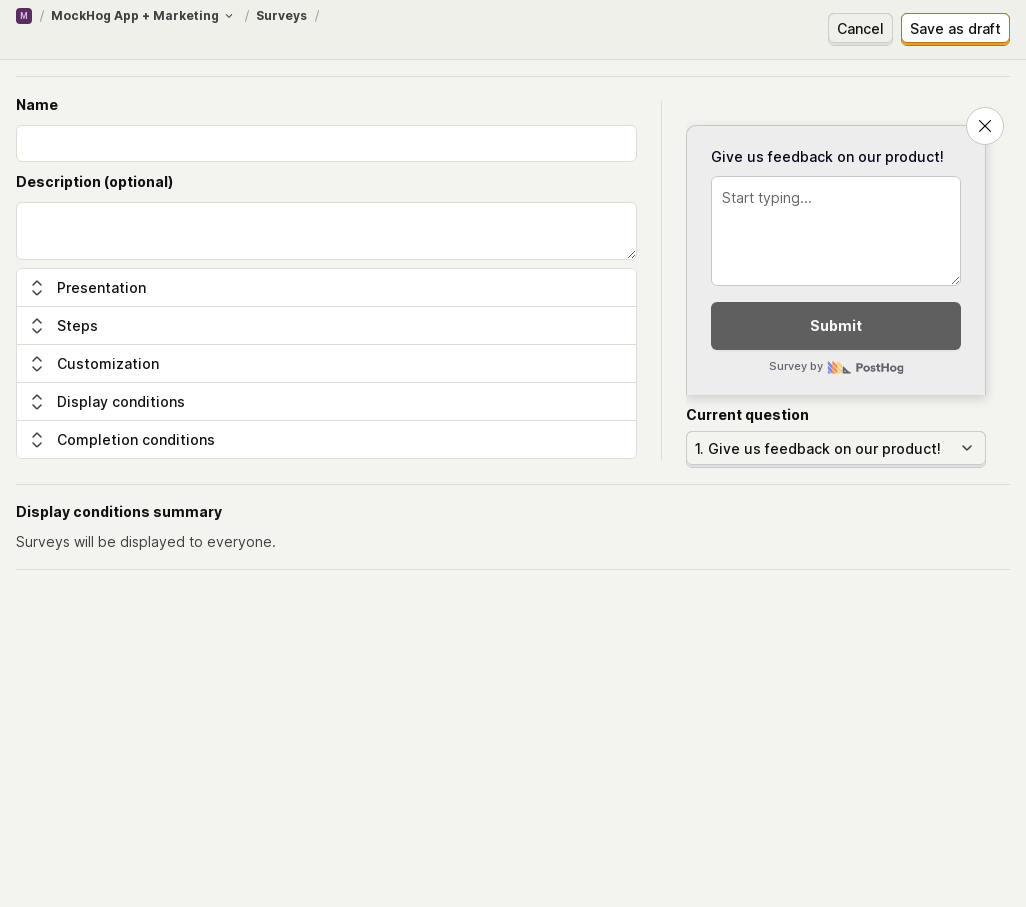 M / MockHog App + Marketing / Surveys /
Cancel
Save as draft
Name
Description (optional)
Presentation
Steps
Customization
Display conditions
Completion conditions
Give us feedback on our product!
Start typing...
Submit
Survey by PostHog
Current question
1. Give us feedback on our product!
Display conditions summary
Surveys will be displayed to everyone.